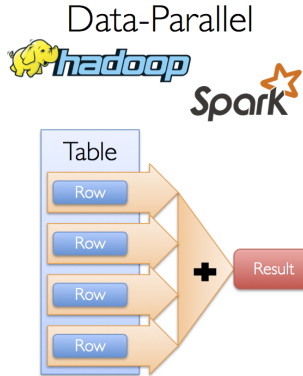 Data-Parallel
hadoop
Spark
Table
Row
Row
Row
Row
+
Result